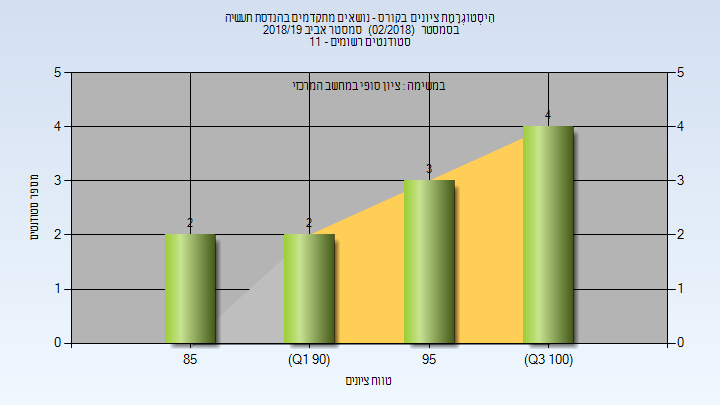 הִיסְטוֹגְרָמַת ציונים בקורס - נושאים מתקדמים בהנדסת תעשיה
בסמסטר (02/2018) סמסטר אביב 2018/19
סטודנטים רשומים - 11
במשימה : ציון סופי במחשב המרכזי
מספר סטודנטים
5
4
3
2
1
0
5
4
3
2
1
0
2
2
3
4
85
(Q1 90)
95
(Q3 100)
טווח ציונים